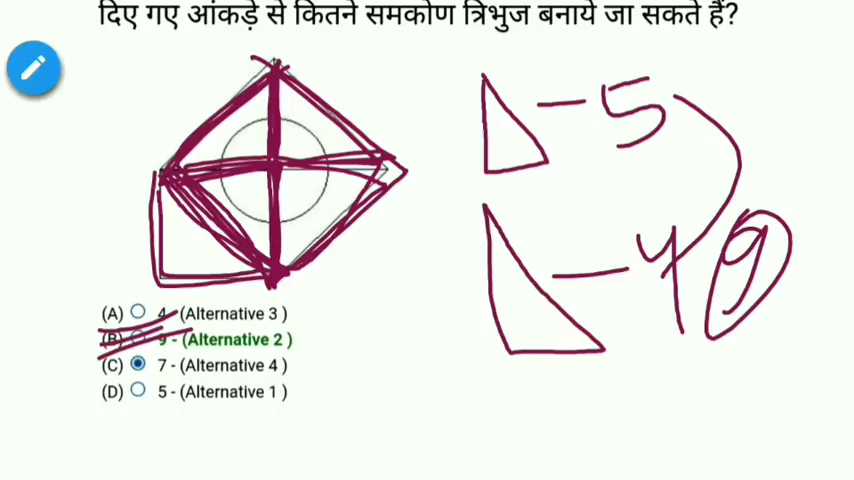 दिए गए आंकड़े से कितने समकोण त्रिभुज बनाये जा सकते हैं?
5
4
9
(A) 4 - (Alternative 3 )
(B) 9 - (Alternative 2 )
(C) 7 - (Alternative 4 )
(D) 5 - (Alternative 1 )